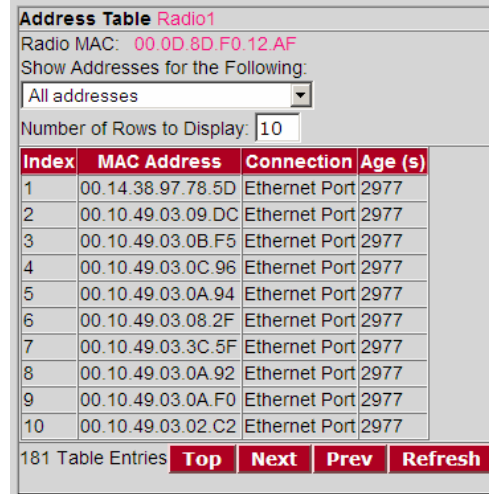 Address Table Radio1
Radio MAC: 00.0D.8D.F0.12.AF
Show Addresses for the Following:
All addresses
Number of Rows to Display: 10
Index MAC Address Connection Age (s)
1 00.14.38.97.78.5D Ethernet Port 2977
2 00.10.49.03.09.DC Ethernet Port 2977
3 00.10.49.03.0B.F5 Ethernet Port 2977
4 00.10.49.03.0C.96 Ethernet Port 2977
5 00.10.49.03.0A.94 Ethernet Port 2977
6 00.10.49.03.08.2F Ethernet Port 2977
7 00.10.49.03.3C.5F Ethernet Port 2977
8 00.10.49.03.0A.92 Ethernet Port 2977
9 00.10.49.03.0A.F0 Ethernet Port 2977
10 00.10.49.03.02.C2 Ethernet Port 2977
181 Table Entries Top Next Prev Refresh